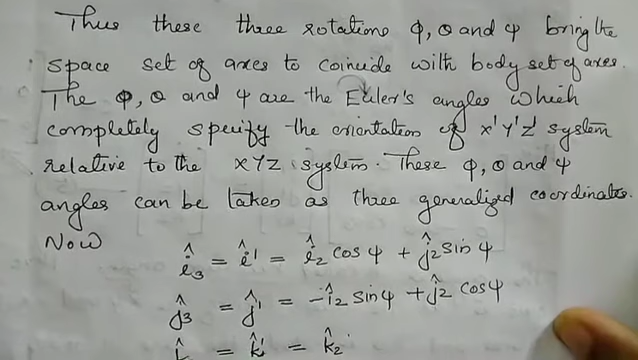 Thus these three rotations φ, θ and ψ bring the
space set of axes to coincide with body set of axes.
The φ, θ and ψ are the Euler's angles which
completely specify the orientation of x' y' z' system
relative to the XYZ system. These φ, θ and ψ
angles can be taken as three generalized coordinates.
Now
î₃ = î' = î₂ cos ψ + ĵ₂ sin ψ
ĵ₃ = ĵ' = -î₂ sin ψ + ĵ₂ cos ψ
= k̂' = k̂₂